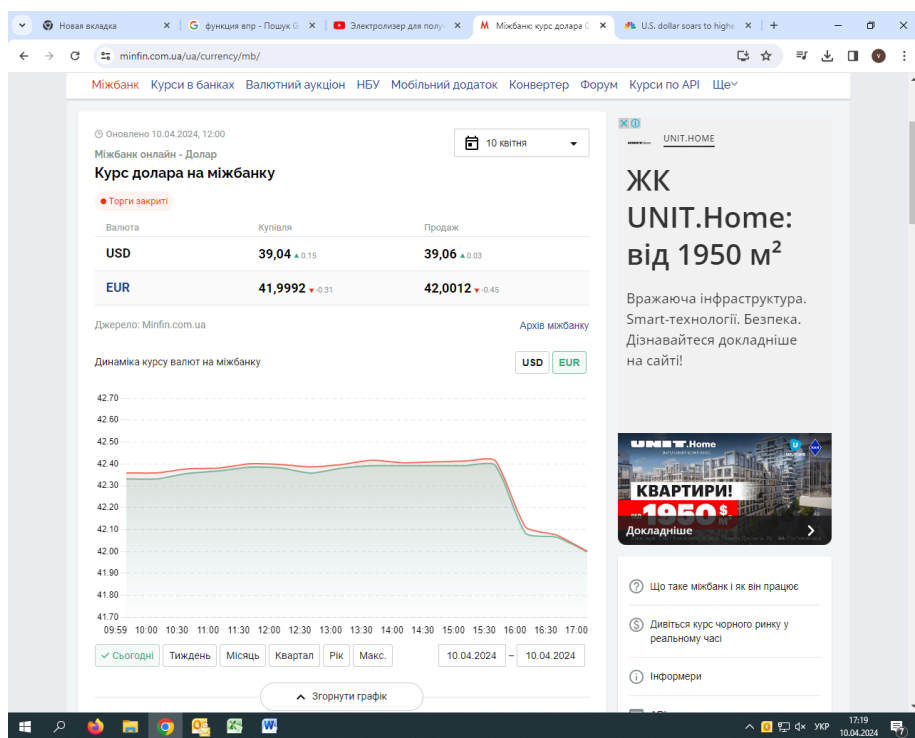 Новая вкладка
функция впр - Пошук G
Электролизер для полу
Міжбанк: курс долара
U.S. dollar soars to highe
minfin.com.ua/ua/currency/mb/
Міжбанк Курси в банках Валютний аукціон НБУ Мобільний додаток Конвертер Форум Курси по API Ще
Оновлено 10.04.2024, 12:00
10 квітня
Міжбанк онлайн - Долар
Курс долара на міжбанку
Торги закриті
Валюта Купівля Продаж
USD 39,04 0.15 39,06 0.03
EUR 41,9992 -0.31 42,0012 -0.45
Джерело: Minfin.com.ua
Архів міжбанку
Динаміка курсу валют на міжбанку
USD EUR
42.70
42.60
42.50
42.40
42.30
42.20
42.10
42.00
41.90
41.80
41.70
09:59 10:00 10:30 11:00 11:30 12:00 12:30 13:00 13:30 14:00 14:30 15:00 15:30 16:00 16:30 17:00
Сьогодні Тиждень Місяць Квартал Рік Макс. 10.04.2024 – 10.04.2024
Згорнути графік
UNIT.HOME
ЖК
UNIT.Home:
від 1950 м²
Вражаюча інфраструктура.
Smart-технології. Безпека.
Дізнавайтеся докладніше
на сайті!
UNIT.Home
КВАРТИРИ!
ВІД 1950 $
М²
Докладніше
Що таке міжбанк і як він працює
Дивіться курс чорного ринку у
реальному часі
Інформери
УКР
17:19
10.04.2024